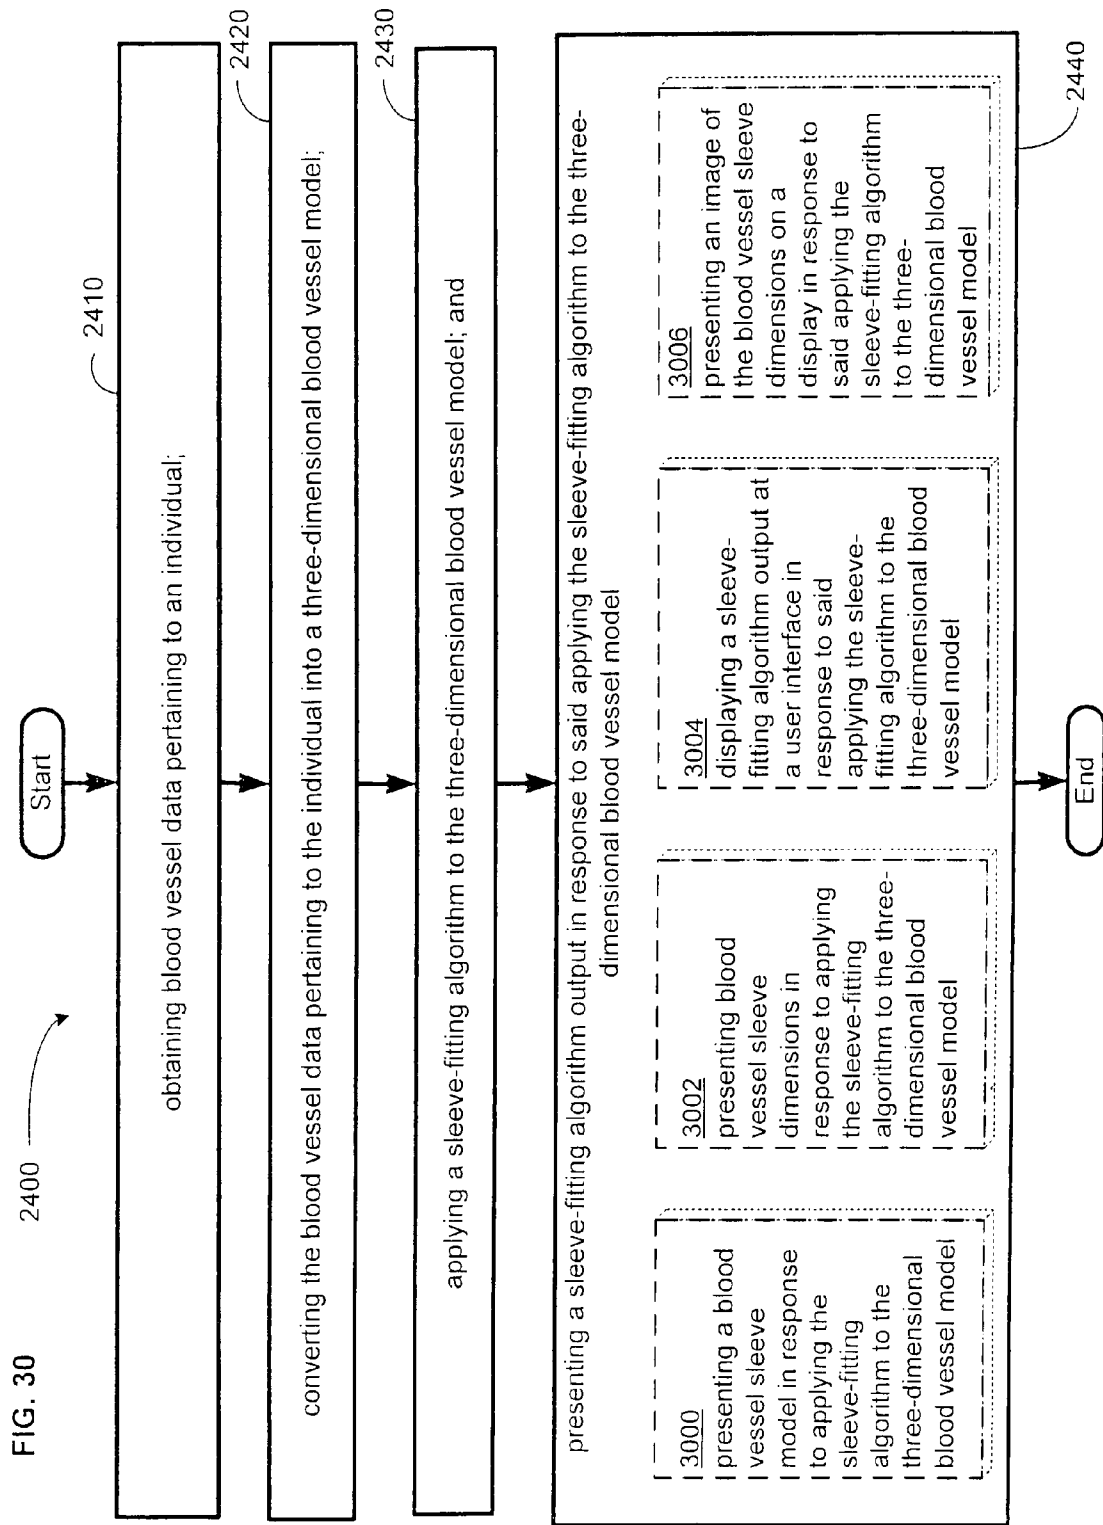 FIG. 30
2400
Start
2410
obtaining blood vessel data pertaining to an individual;
2420
converting the blood vessel data pertaining to the individual into a three-dimensional blood vessel model;
2430
applying a sleeve-fitting algorithm to the three-dimensional blood vessel model; and
presenting a sleeve-fitting algorithm output in response to said applying the sleeve-fitting algorithm to the three-
dimensional blood vessel model
3000
presenting a blood
vessel sleeve
model in response
to applying the
sleeve-fitting
algorithm to the
three-dimensional
blood vessel model
3002
presenting blood
vessel sleeve
dimensions in
response to applying
the sleeve-fitting
algorithm to the three-
dimensional blood
vessel model
3004
displaying a sleeve-
fitting algorithm output at
a user interface in
response to said
applying the sleeve-
fitting algorithm to the
three-dimensional blood
vessel model
3006
presenting an image of
the blood vessel sleeve
dimensions on a
display in response to
said applying the
sleeve-fitting algorithm
to the three-
dimensional blood
vessel model
2440
End